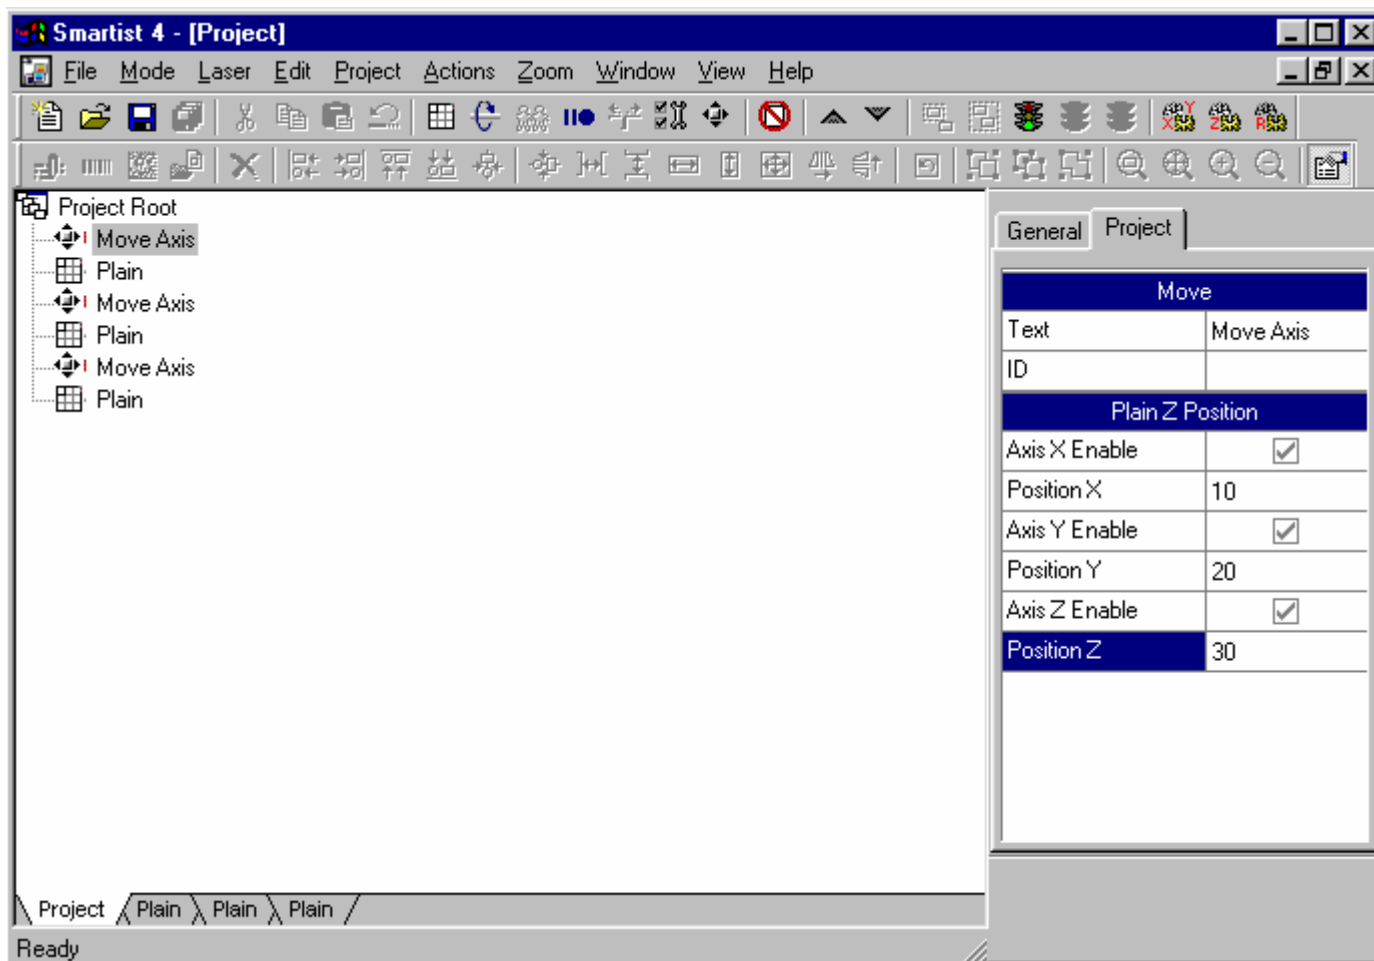 Smartist 4 - [Project]
File Mode Laser Edit Project Actions Zoom Window View Help
X Y Z R
Project Root
Move Axis
Plain
Move Axis
Plain
Move Axis
Plain
General Project
Move
Text Move Axis
ID
Plain Z Position
Axis X Enable
Position X 10
Axis Y Enable
Position Y 20
Axis Z Enable
Position Z 30
Project Plain Plain Plain
Ready